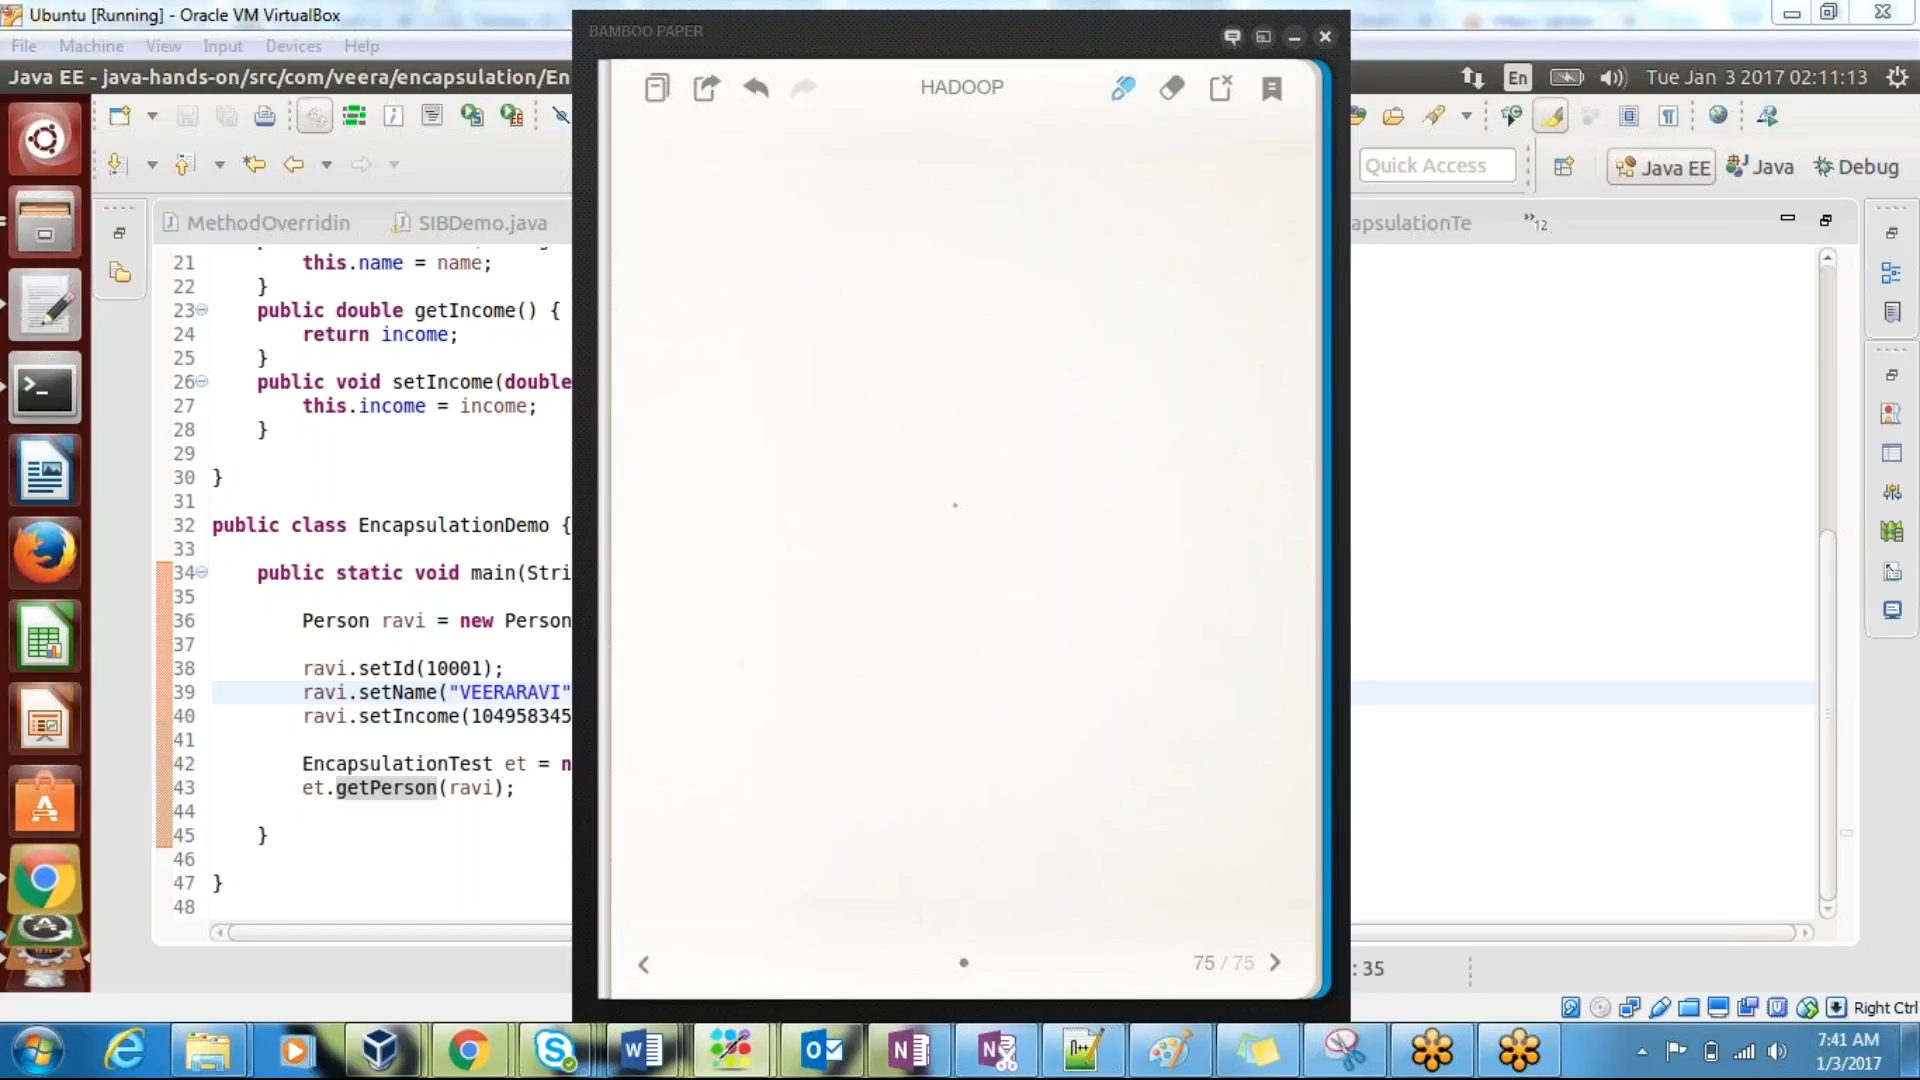 Ubuntu [Running] - Oracle VM VirtualBox
File Machine View Input Devices Help
Java EE - java-hands-on/src/com/veera/encapsulation/En
En
Tue Jan 3 2017 02:11:13
BAMBOO PAPER
HADOOP
Quick Access
Java EE
Java
Debug
MethodOverridin
SIBDemo.java
apsulationTe
»12
21 this.name = name;
22 }
23 public double getIncome() {
24 return income;
25 }
26 public void setIncome(double
27 this.income = income;
28 }
29
30 }
31
32 public class EncapsulationDemo {
33
34 public static void main(Stri
35
36 Person ravi = new Person
37
38 ravi.setId(10001);
39 ravi.setName("VEERARAVI"
40 ravi.setIncome(104958345
41
42 EncapsulationTest et = n
43 et.getPerson(ravi);
44
45 }
46
47 }
48
75 / 75
: 35
Right Ctrl
7:41 AM
1/3/2017